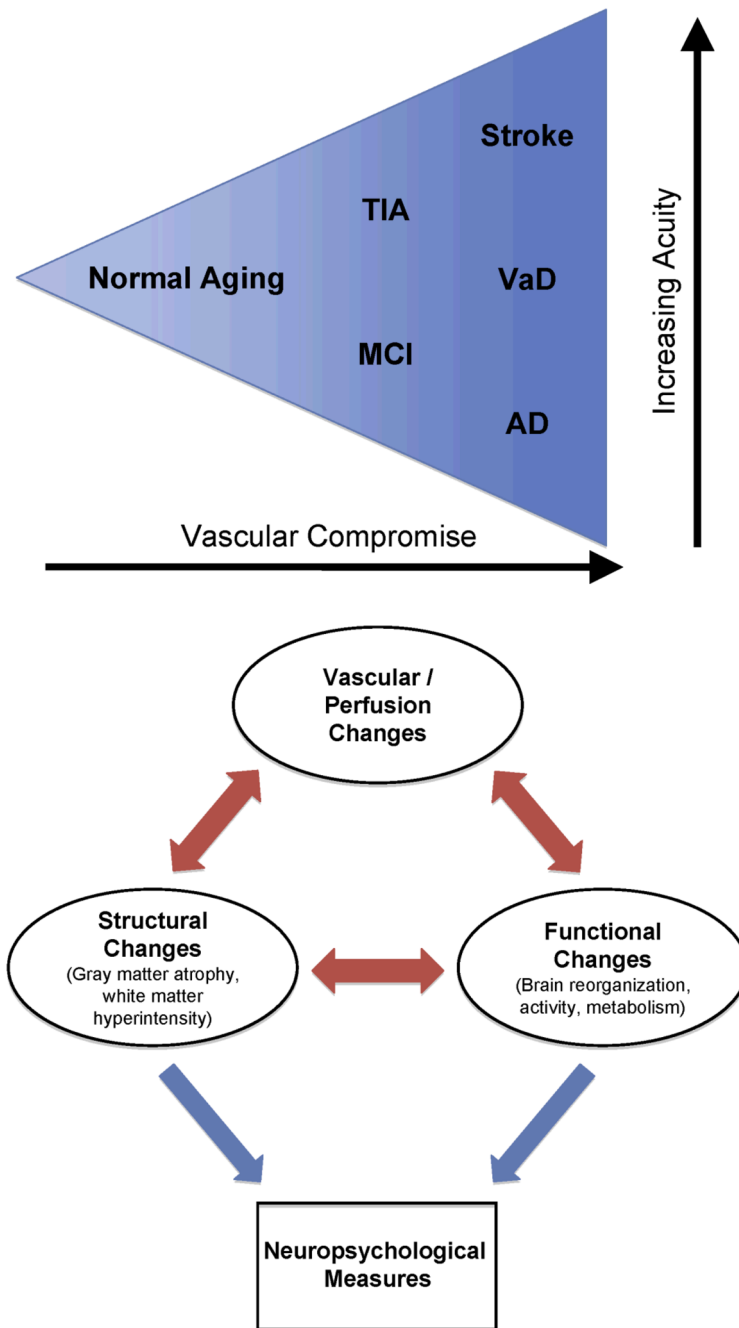 Stroke
TIA
Normal Aging
VaD
MCI
AD
Increasing Acuity
Vascular Compromise
Vascular /
Perfusion
Changes
Structural
Changes
(Gray matter atrophy,
white matter
hyperintensity)
Functional
Changes
(Brain reorganization,
activity, metabolism)
Neuropsychological
Measures